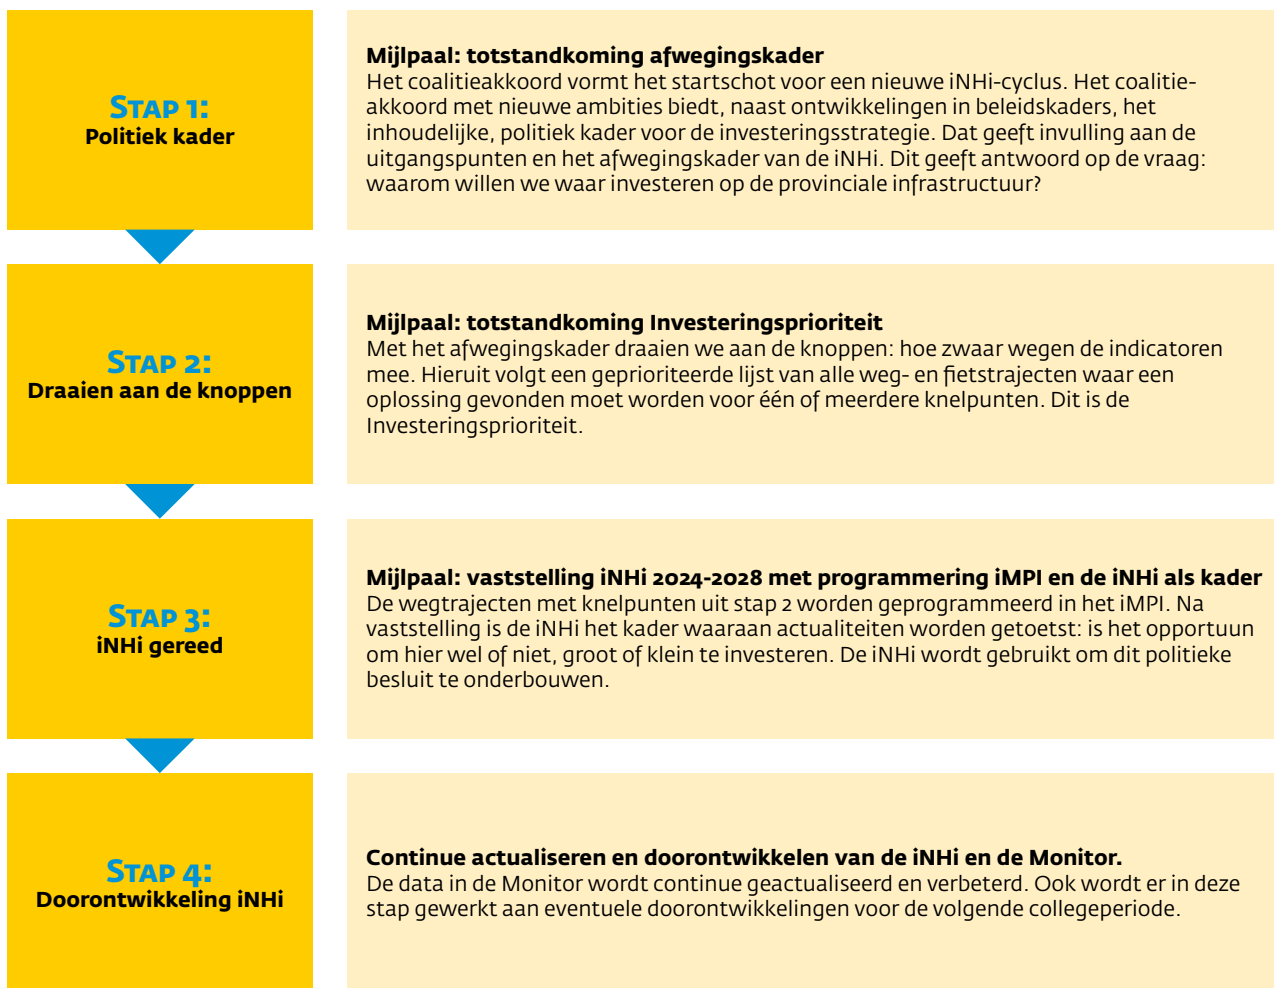 STAP 1:
Politiek kader
Mijlpaal: totstandkoming afwegingskader
Het coalitieakkoord vormt het startschot voor een nieuwe iNHi-cyclus. Het coalitie-
akkoord met nieuwe ambities biedt, naast ontwikkelingen in beleidskaders, het
inhoudelijke, politiek kader voor de investeringsstrategie. Dat geeft invulling aan de
uitgangspunten en het afwegingskader van de iNHi. Dit geeft antwoord op de vraag:
waarom willen we waar investeren op de provinciale infrastructuur?
STAP 2:
Draaien aan de knoppen
Mijlpaal: totstandkoming Investeringsprioriteit
Met het afwegingskader draaien we aan de knoppen: hoe zwaar wegen de indicatoren
mee. Hieruit volgt een geprioriteerde lijst van alle weg- en fietstrajecten waar een
oplossing gevonden moet worden voor één of meerdere knelpunten. Dit is de
Investeringsprioriteit.
STAP 3:
iNHi gereed
Mijlpaal: vaststelling iNHi 2024-2028 met programmering iMPI en de iNHi als kader
De wegtrajecten met knelpunten uit stap 2 worden geprogrammeerd in het iMPI. Na
vaststelling is de iNHi het kader waaraan actualiteiten worden getoetst: is het opportuun
om hier wel of niet, groot of klein te investeren. De iNHi wordt gebruikt om dit politieke
besluit te onderbouwen.
STAP 4:
Doorontwikkeling iNHi
Continue actualiseren en doorontwikkelen van de iNHi en de Monitor.
De data in de Monitor wordt continue geactualiseerd en verbeterd. Ook wordt er in deze
stap gewerkt aan eventuele doorontwikkelingen voor de volgende collegeperiode.